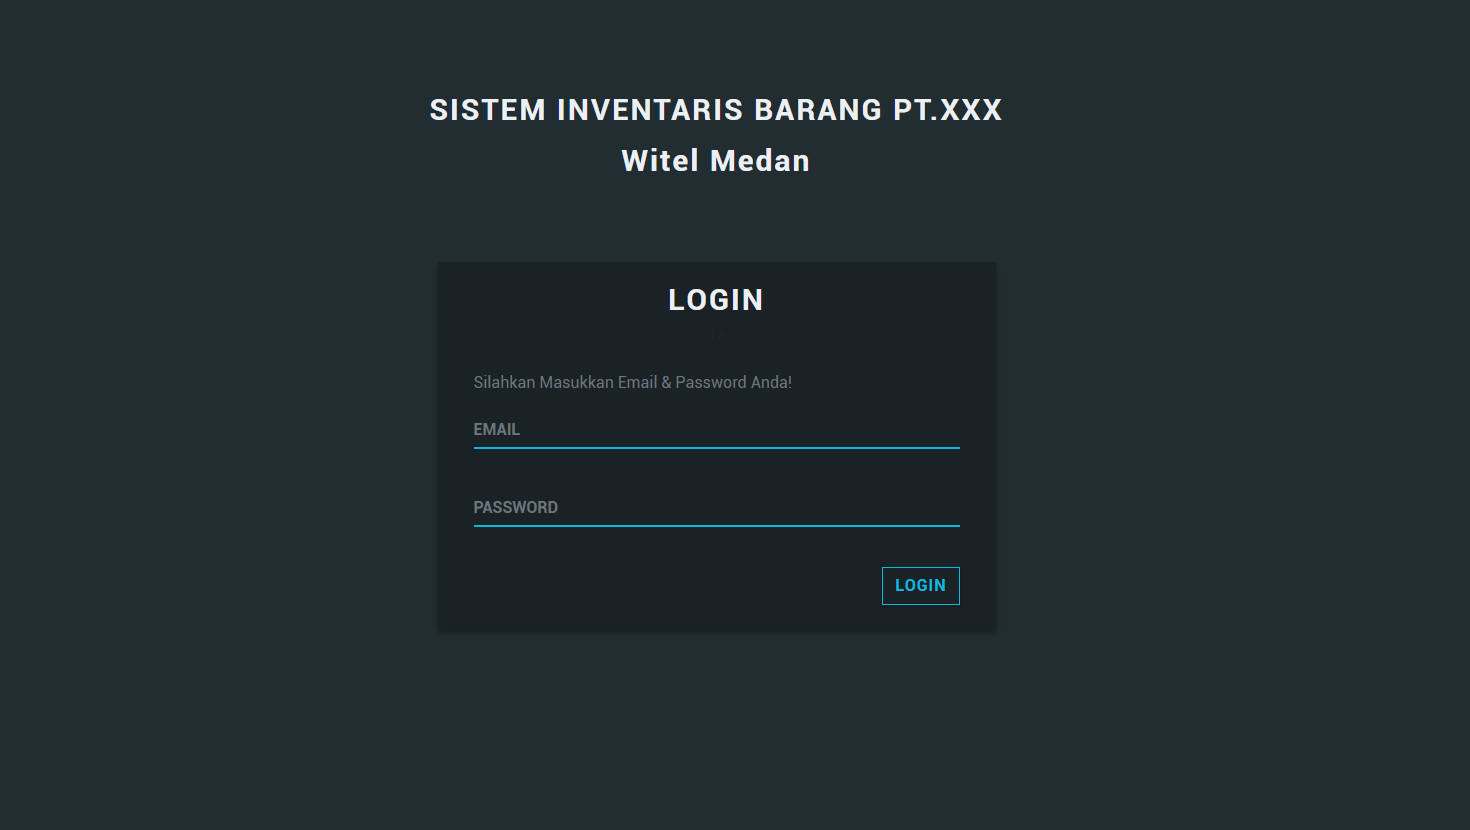 SISTEM INVENTARIS BARANG PT.XXX
Witel Medan
LOGIN
Silahkan Masukkan Email & Password Anda!
EMAIL
PASSWORD
LOGIN